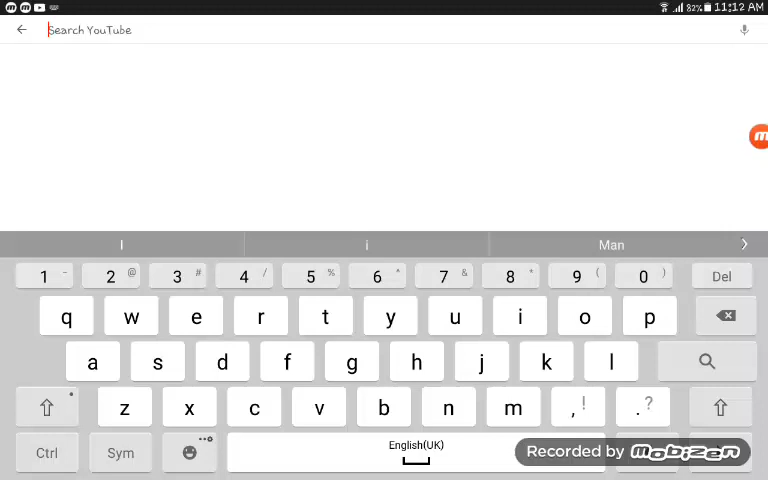 82% 11:12 AM
Search YouTube
I i Man
1 - 2 @ 3 # 4 / 5 % 6 ^ 7 & 8 * 9 ( 0 ) Del
q w e r t y u i o p
a s d f g h j k l
z x c v b n m , ! . ?
Ctrl Sym English(UK)
Recorded by mobizen